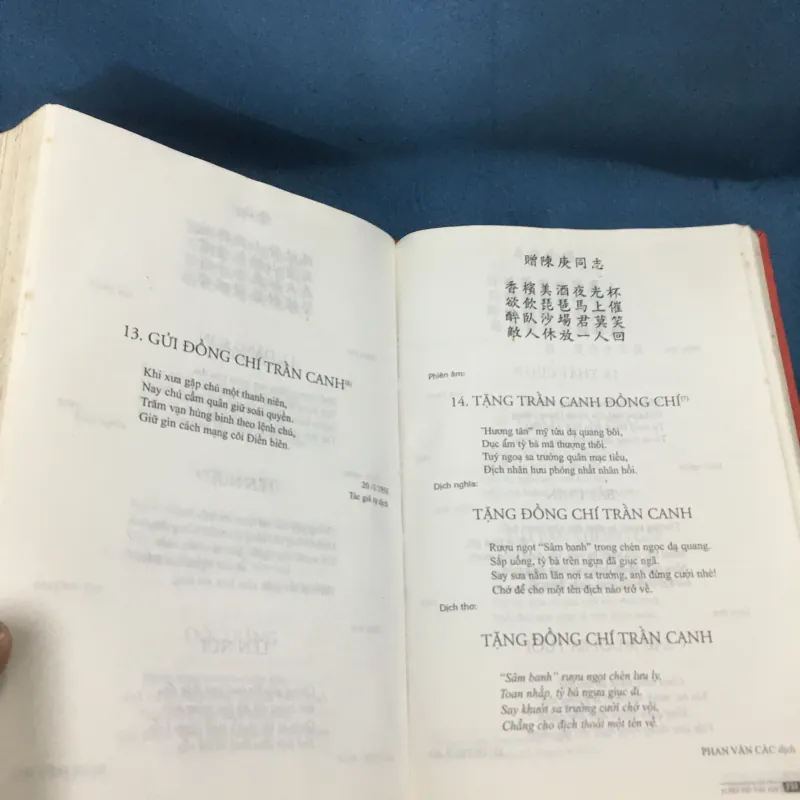 13. GỬI ĐỒNG CHÍ TRẦN CANH
Khi xưa gặp chú một thanh niên,
Nay chú cầm quân giữ soái quyền.
Trăm vạn hùng binh theo lệnh chú,
Giữ gìn cách mạng cõi Điền biên.
Tác giả tự dịch
贈陳庚同志
香檳美酒夜光杯
欲飲琵琶馬上催
醉臥沙場君莫笑
敵人休放一人回
Phiên âm:
14. TẶNG TRẦN CANH ĐỒNG CHÍ(*)
"Hương tân" mỹ tửu dạ quang bôi,
Dục ẩm tỳ bà mã thượng thôi.
Tuý ngoạ sa trường quân mạc tiếu,
Địch nhân hưu phóng nhất nhân hồi.
Dịch nghĩa:
TẶNG ĐỒNG CHÍ TRẦN CANH
Rượu ngọt "Sâm banh" trong chén ngọc dạ quang.
Sắp uống, tỳ bà trên ngựa đã giục ngã.
Say sưa nằm lăn nơi sa trường, anh đừng cười nhé!
Chớ để cho một tên địch nào trở về.
Dịch thơ:
TẶNG ĐỒNG CHÍ TRẦN CANH
"Sâm banh" rượu ngọt chén lưu ly,
Toan nhắp, tỳ bà ngựa giục đi.
Say khướt sa trường cười chớ vội,
Chẳng cho địch thoát một tên về.
PHAN VĂN CÁC dịch